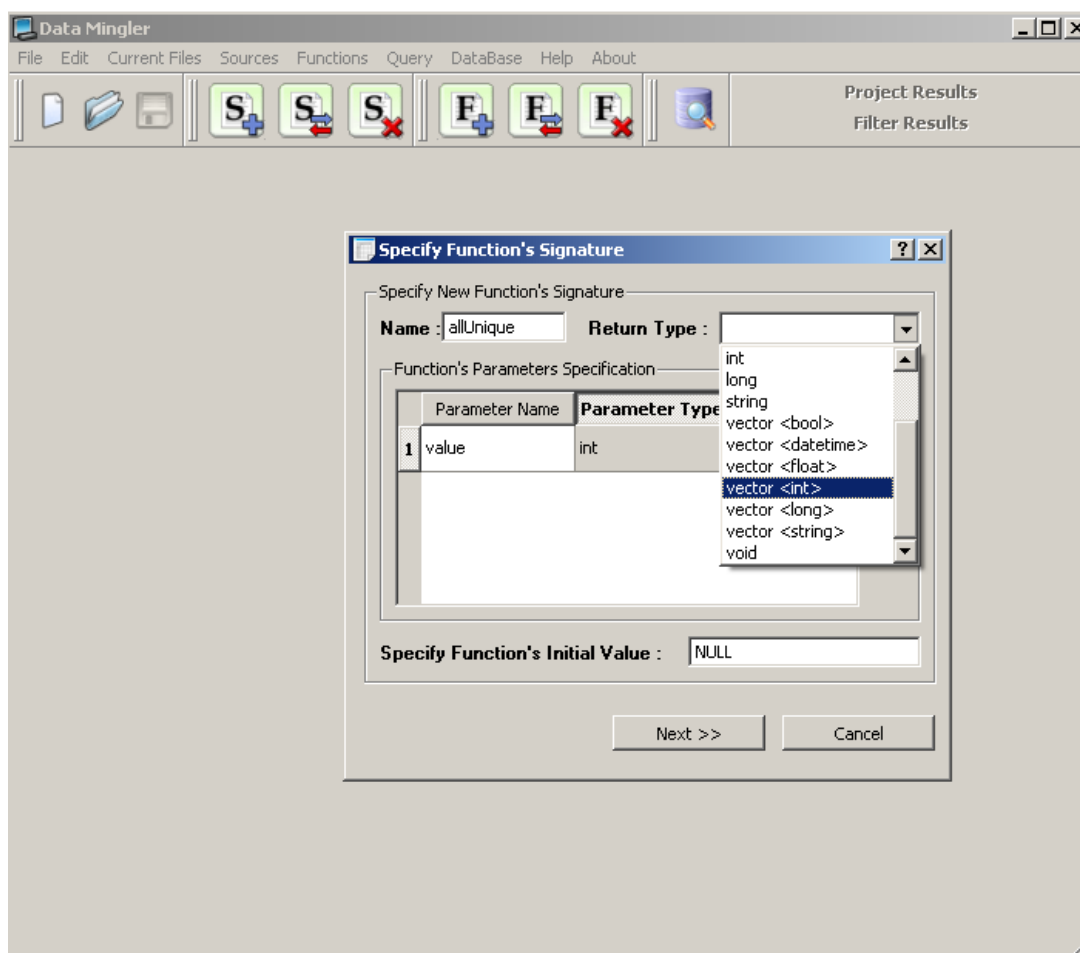 Data Mingler
File Edit Current Files Sources Functions Query DataBase Help About
S S S F F F
Project Results
Filter Results
Specify Function's Signature
Specify New Function's Signature
Name : allUnique Return Type :
int
long
string
vector <bool>
vector <datetime>
vector <float>
vector <int>
vector <long>
vector <string>
void
Function's Parameters Specification
Parameter Name Parameter Type
1 value int
Specify Function's Initial Value : NULL
Next >> Cancel